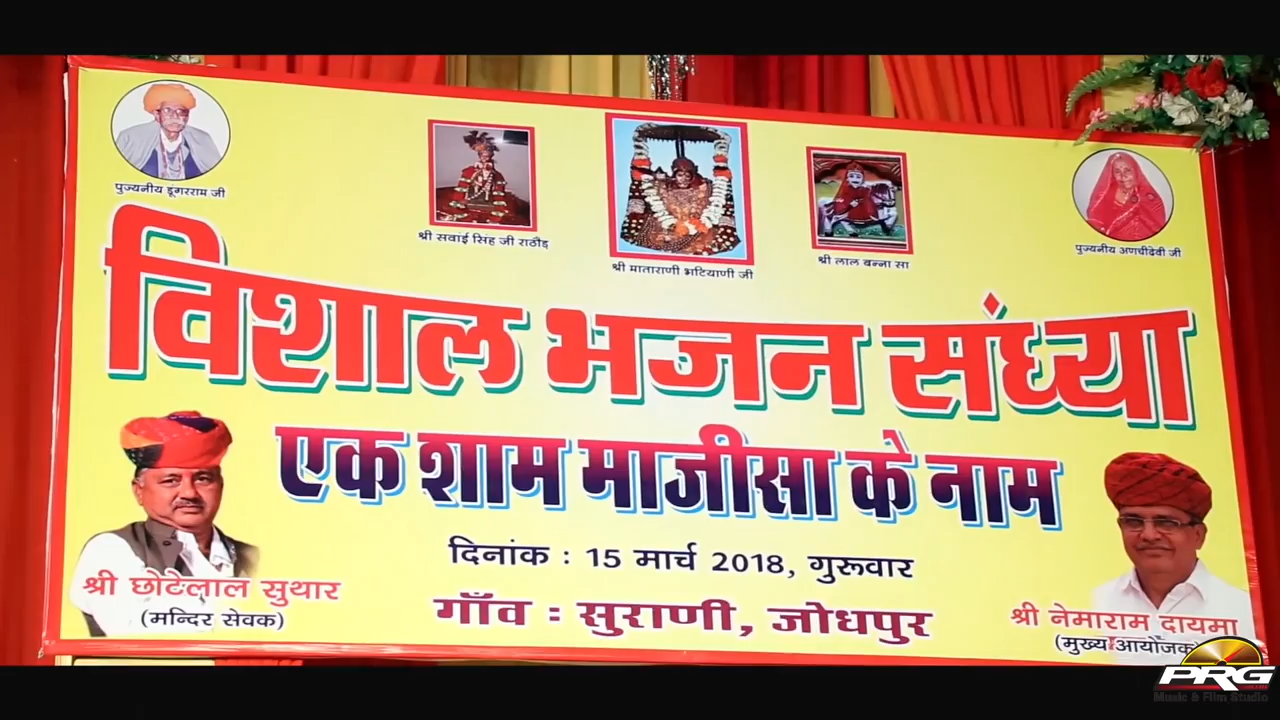 पुज्यनीय डूंगरराम जी
श्री सवाई सिंह जी राठौड़
श्री माताराणी भटियाणी जी
श्री लाल बन्ना सा
पुज्यनीय अणचीदेवी जी
विशाल भजन संध्या
एक शाम माजीसा के नाम
दिनांक : 15 मार्च 2018, गुरूवार
गाँव : सुराणी, जोधपुर
श्री छोटेलाल सुथार
(मन्दिर सेवक)
श्री नेमाराम दायमा
(मुख्य आयोजक)
PRG
Music & Film Studio